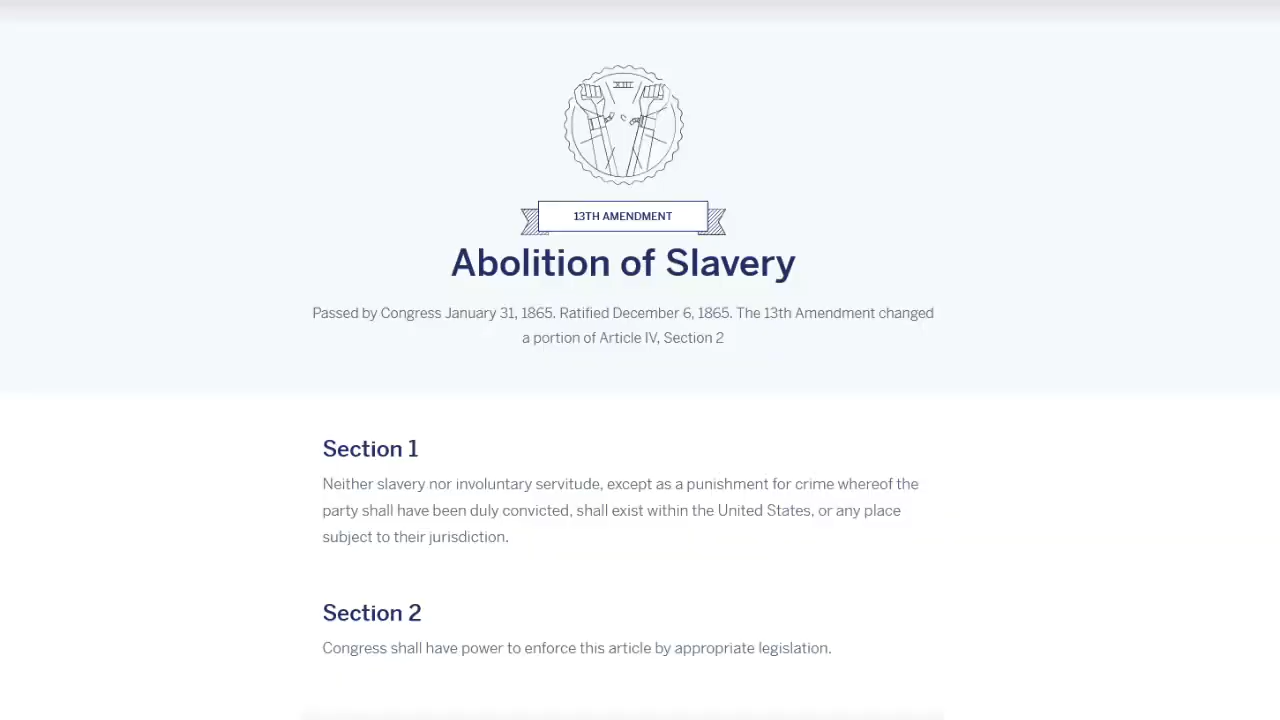 XIII
13TH AMENDMENT
Abolition of Slavery
Passed by Congress January 31, 1865. Ratified December 6, 1865. The 13th Amendment changed
a portion of Article IV, Section 2
Section 1
Neither slavery nor involuntary servitude, except as a punishment for crime whereof the
party shall have been duly convicted, shall exist within the United States, or any place
subject to their jurisdiction.
Section 2
Congress shall have power to enforce this article by appropriate legislation.